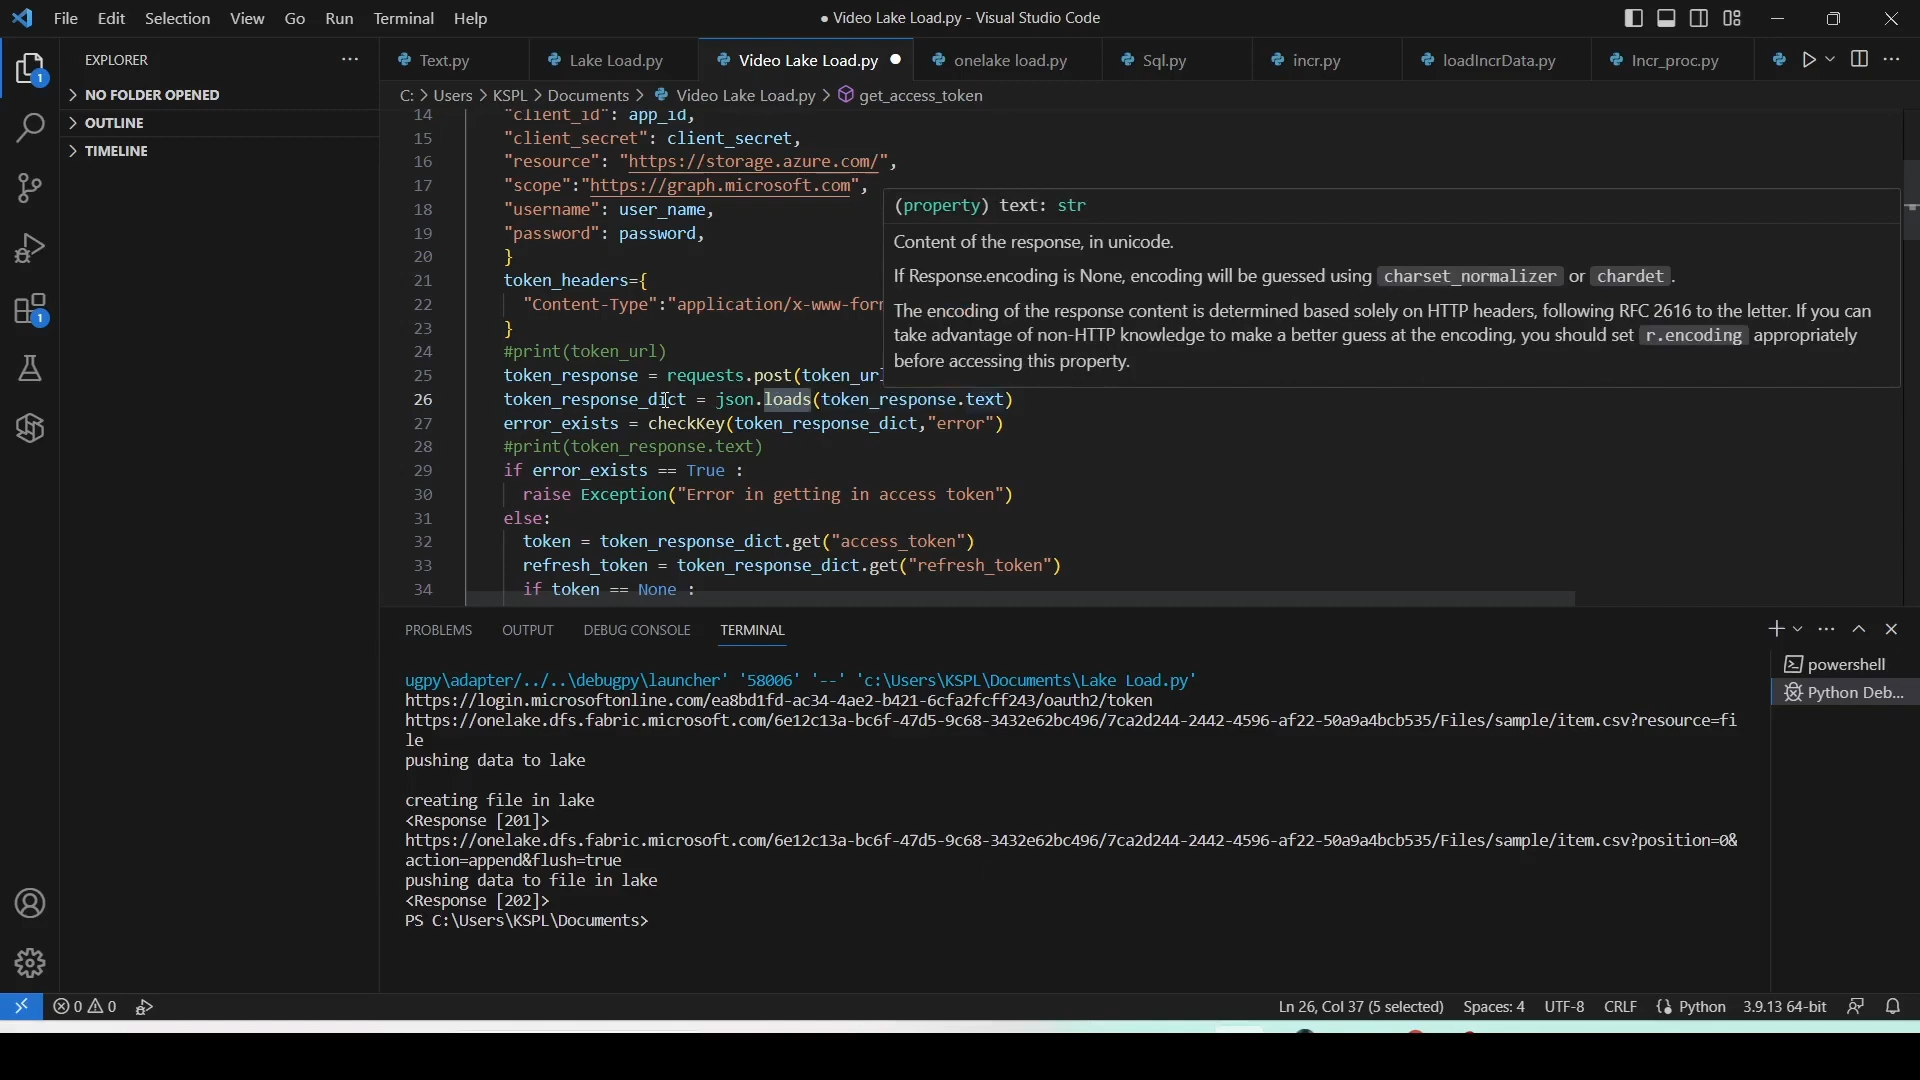 File Edit Selection View Go Run Terminal Help
● Video Lake Load.py - Visual Studio Code
EXPLORER
Text.py Lake Load.py Video Lake Load.py onelake load.py Sql.py incr.py loadIncrData.py Incr_proc.py
NO FOLDER OPENED
OUTLINE
TIMELINE
1
1
C: > Users > KSPL > Documents > Video Lake Load.py > get_access_token
14 "client_id": app_id,
15 "client_secret": client_secret,
16 "resource": "https://storage.azure.com/",
17 "scope":"https://graph.microsoft.com",
18 "username": user_name,
19 "password": password,
20 }
21 token_headers={
22 "Content-Type":"application/x-www-for
23 }
24 #print(token_url)
25 token_response = requests.post(token_ur
26 token_response_dict = json.loads(token_response.text)
27 error_exists = checkKey(token_response_dict,"error")
28 #print(token_response.text)
29 if error_exists == True :
30 raise Exception("Error in getting in access token")
31 else:
32 token = token_response_dict.get("access_token")
33 refresh_token = token_response_dict.get("refresh_token")
34 if token == None :
(property) text: str
Content of the response, in unicode.
If Response.encoding is None, encoding will be guessed using charset_normalizer or chardet.
The encoding of the response content is determined based solely on HTTP headers, following RFC 2616 to the letter. If you can
take advantage of non-HTTP knowledge to make a better guess at the encoding, you should set r.encoding appropriately
before accessing this property.
PROBLEMS OUTPUT DEBUG CONSOLE TERMINAL
ugpy\adapter/../..\debugpy\launcher' '58006' '--' 'c:\Users\KSPL\Documents\Lake Load.py'
https://login.microsoftonline.com/ea8bd1fd-ac34-4ae2-b421-6cfa2fcff243/oauth2/token
https://onelake.dfs.fabric.microsoft.com/6e12c13a-bc6f-47d5-9c68-3432e62bc496/7ca2d244-2442-4596-af22-50a9a4bcb535/Files/sample/item.csv?resource=fi
le
pushing data to lake
creating file in lake
<Response [201]>
https://onelake.dfs.fabric.microsoft.com/6e12c13a-bc6f-47d5-9c68-3432e62bc496/7ca2d244-2442-4596-af22-50a9a4bcb535/Files/sample/item.csv?position=0&
action=append&flush=true
pushing data to file in lake
<Response [202]>
PS C:\Users\KSPL\Documents>
powershell
Python Deb...
0 0
Ln 26, Col 37 (5 selected) Spaces: 4 UTF-8 CRLF {} Python 3.9.13 64-bit